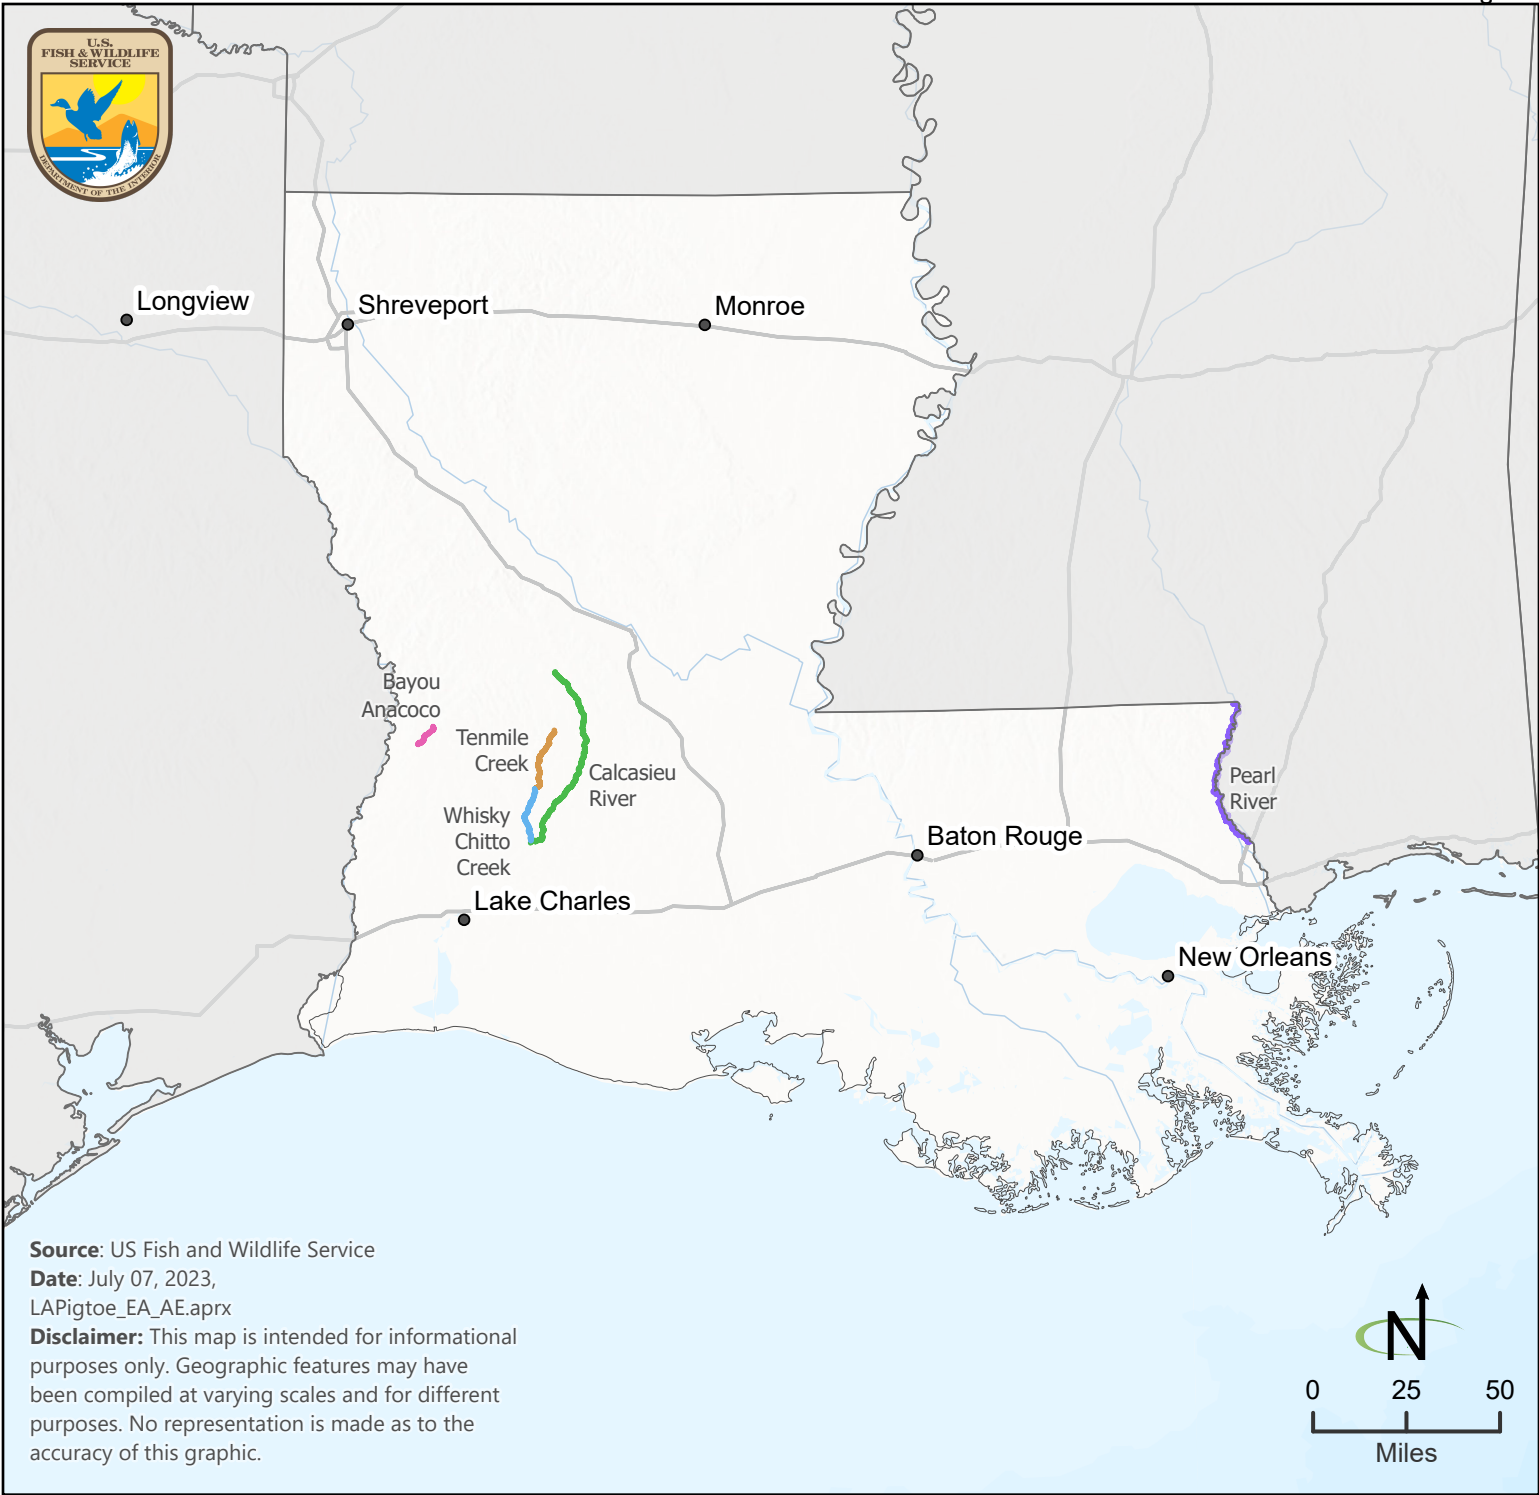 U.S.
FISH & WILDLIFE
SERVICE
DEPARTMENT OF THE INTERIOR
Longview
Shreveport
Monroe
Bayou
Anacoco
Tenmile
Creek
Calcasieu
River
Whisky
Chitto
Creek
Pearl
River
Baton Rouge
Lake Charles
New Orleans
Source: US Fish and Wildlife Service
Date: July 07, 2023,
LAPigtoe_EA_AE.aprx
Disclaimer: This map is intended for informational
purposes only. Geographic features may have
been compiled at varying scales and for different
purposes. No representation is made as to the
accuracy of this graphic.
N
0 25 50
Miles